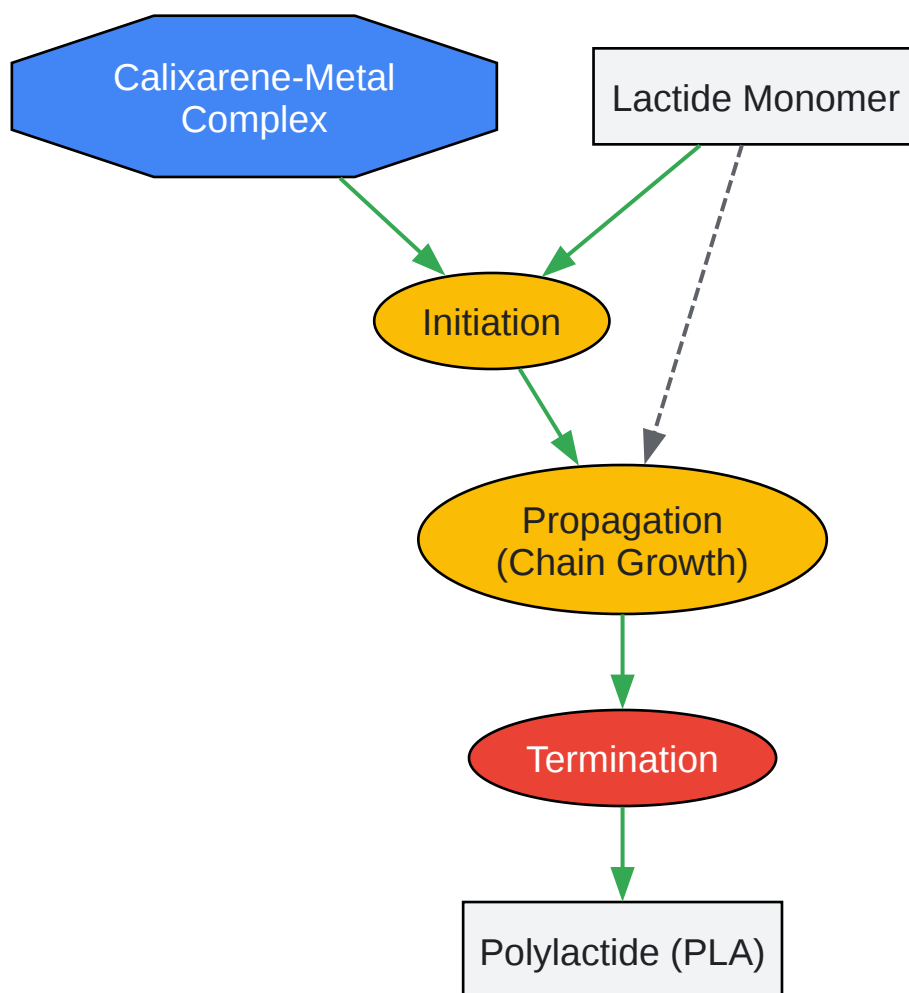 Calixarene-Metal
Complex
Lactide Monomer
Initiation
Propagation
(Chain Growth)
Termination
Polylactide (PLA)